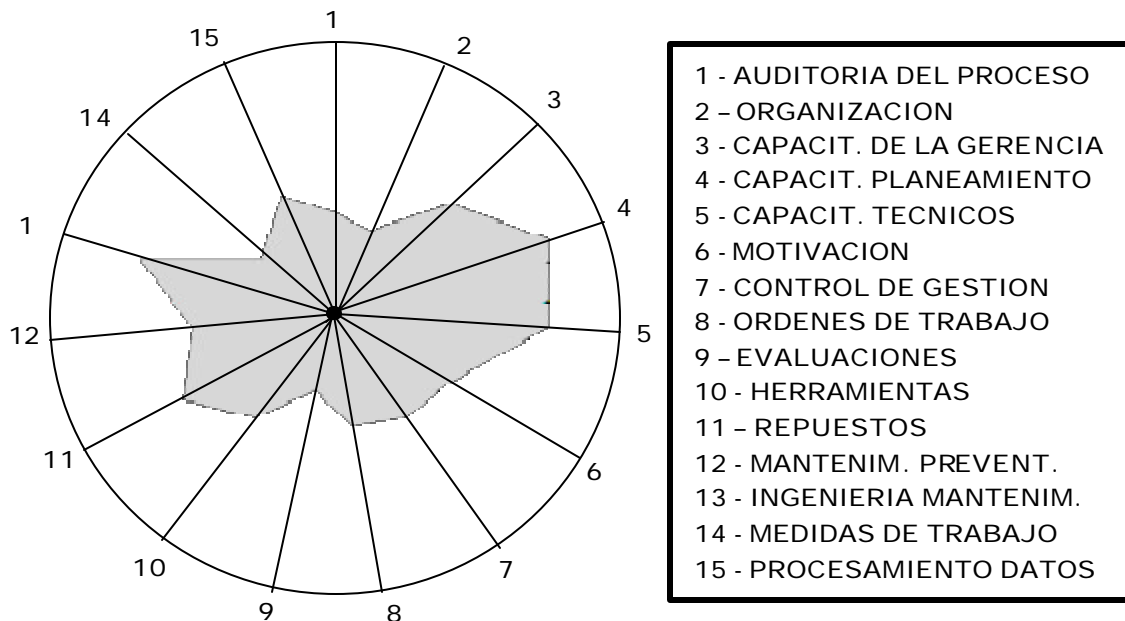 1
2
3
4
5
6
7
8
9
10
11
12
1
14
15
1 - AUDITORIA DEL PROCESO
2 – ORGANIZACION
3 - CAPACIT. DE LA GERENCIA
4 - CAPACIT. PLANEAMIENTO
5 - CAPACIT. TECNICOS
6 - MOTIVACION
7 - CONTROL DE GESTION
8 - ORDENES DE TRABAJO
9 – EVALUACIONES
10 - HERRAMIENTAS
11 – REPUESTOS
12 - MANTENIM. PREVENT.
13 - INGENIERIA MANTENIM.
14 - MEDIDAS DE TRABAJO
15 - PROCESAMIENTO DATOS